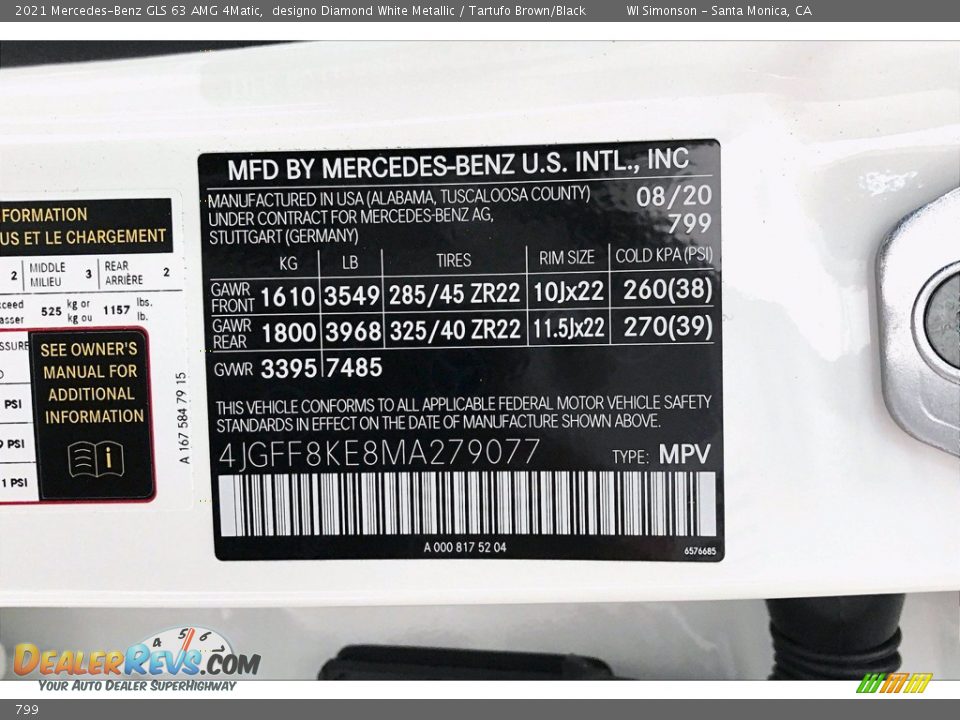 2021 Mercedes-Benz GLS 63 AMG 4Matic, designo Diamond White Metallic / Tartufo Brown/Black WI Simonson - Santa Monica, CA
FORMATION
US ET LE CHARGEMENT
2 MIDDLE MILIEU 3 REAR ARRIÈRE 2
525 kg or kg ou 1157 lbs. lb.
PSI
PSI
1 PSI
SEE OWNER'S
MANUAL FOR
ADDITIONAL
INFORMATION
i
A 167 584 79 15
MFD BY MERCEDES-BENZ U.S. INTL., INC
MANUFACTURED IN USA (ALABAMA, TUSCALOOSA COUNTY) 08/20
UNDER CONTRACT FOR MERCEDES-BENZ AG, 799
STUTTGART (GERMANY)
KG LB TIRES RIM SIZE COLD KPA (PSI)
GAWR FRONT 1610 3549 285/45 ZR22 10Jx22 260(38)
GAWR REAR 1800 3968 325/40 ZR22 11.5Jx22 270(39)
GVWR 3395 7485
THIS VEHICLE CONFORMS TO ALL APPLICABLE FEDERAL MOTOR VEHICLE SAFETY
STANDARDS IN EFFECT ON THE DATE OF MANUFACTURE SHOWN ABOVE.
4JGFF8KE8MA279077 TYPE: MPV
A 000 817 52 04 6576685
4 5 6
DealerRevs.com
Your Auto Dealer SuperHighway
799